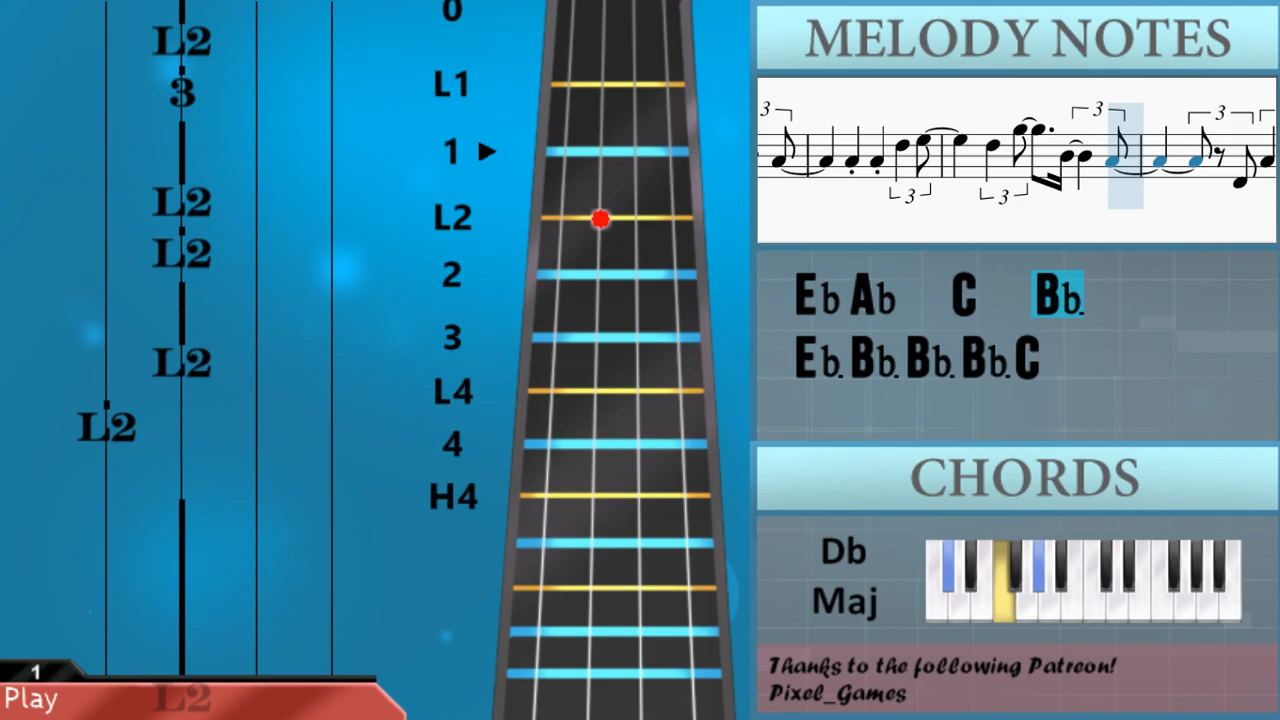 L2
3
L2
L2
L2
L2
L2
1
Play
0
L1
1
L2
2
3
L4
4
H4
MELODY NOTES
3
3
3
3
3
Eb Ab C Bb.
Eb. Bb. Bb. Bb. C
CHORDS
Db
Maj
Thanks to the following Patreon!
Pixel_Games